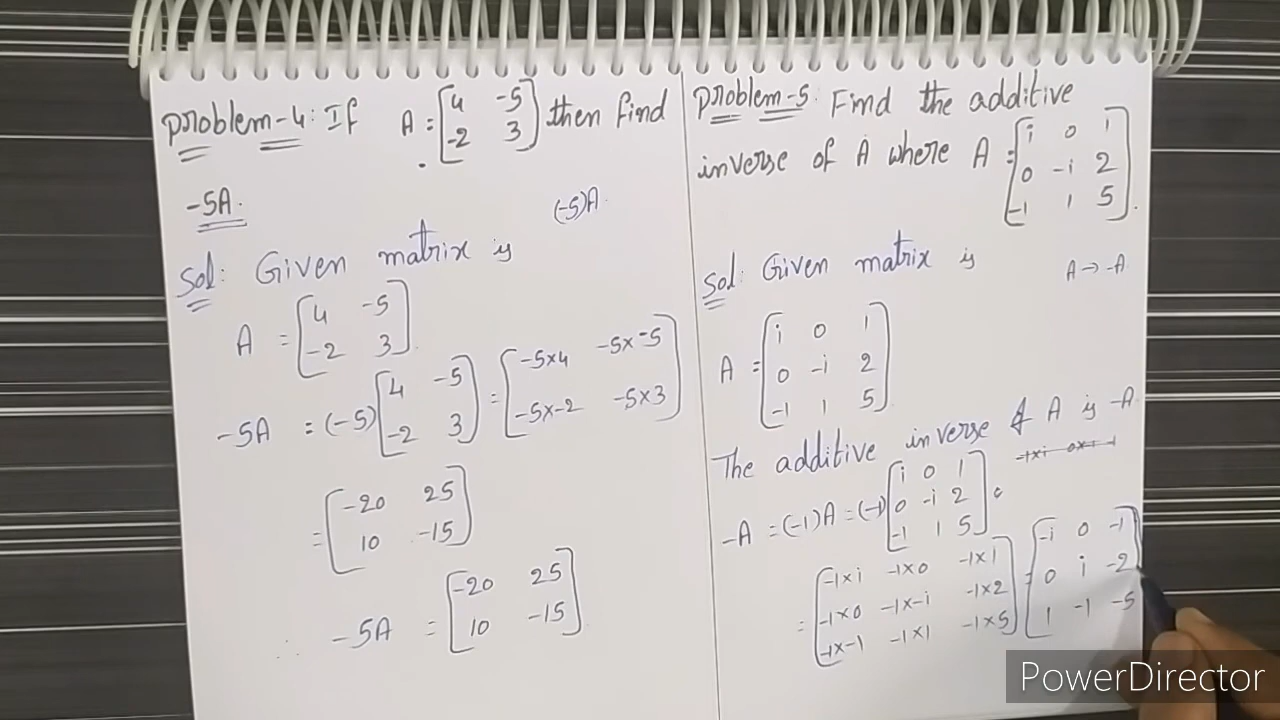 Problem-4: If A = [4 -5
-2 3] then find
-5A.
(-5)A.
Sol: Given matrix is
A = [4 -5
-2 3]
-5A = (-5) [4 -5
-2 3] = [-5×4 -5×-5
-5×-2 -5×3]
= [-20 25
10 -15]
∴ -5A = [-20 25
10 -15]
Problem-5: Find the additive
inverse of A where A = [i 0 1
0 -i 2
-1 1 5].
Sol: Given matrix is
A → -A
A = [i 0 1
0 -i 2
-1 1 5]
The additive inverse of A is -A
-A = (-1)A = (-1) [i 0 1
0 -i 2
-1 1 5]
= [-1×i -1×0 -1×1
-1×0 -1×-i -1×2
-1×-1 -1×1 -1×5] = [-i 0 -1
0 i -2
1 -1 -5]
PowerDirector